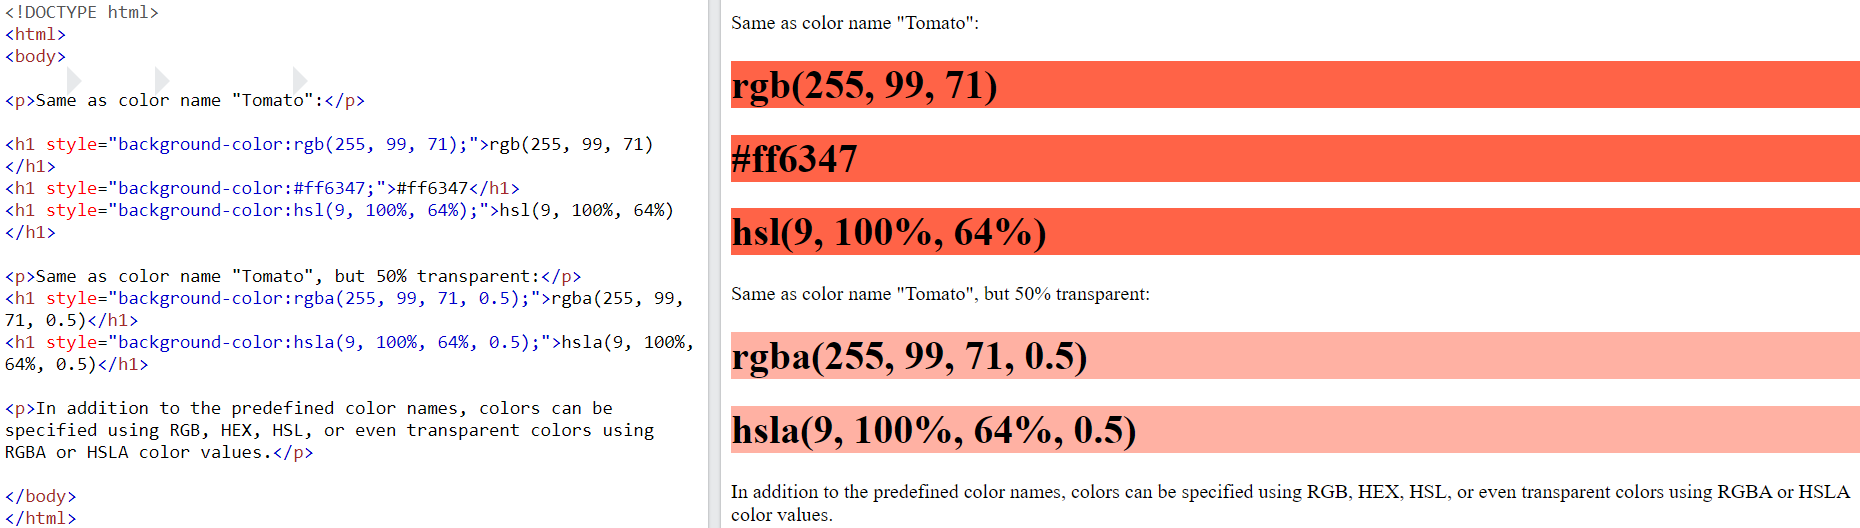 <!DOCTYPE html>
<html>
<body>
<p>Same as color name "Tomato":</p>
<h1 style="background-color:rgb(255, 99, 71);">rgb(255, 99, 71)
</h1>
<h1 style="background-color:#ff6347;">#ff6347</h1>
<h1 style="background-color:hsl(9, 100%, 64%);">hsl(9, 100%, 64%)
</h1>
<p>Same as color name "Tomato", but 50% transparent:</p>
<h1 style="background-color:rgba(255, 99, 71, 0.5);">rgba(255, 99,
71, 0.5)</h1>
<h1 style="background-color:hsla(9, 100%, 64%, 0.5);">hsla(9, 100%,
64%, 0.5)</h1>
<p>In addition to the predefined color names, colors can be
specified using RGB, HEX, HSL, or even transparent colors using
RGBA or HSLA color values.</p>
</body>
</html>
Same as color name "Tomato":
rgb(255, 99, 71)
#ff6347
hsl(9, 100%, 64%)
Same as color name "Tomato", but 50% transparent:
rgba(255, 99, 71, 0.5)
hsla(9, 100%, 64%, 0.5)
In addition to the predefined color names, colors can be specified using RGB, HEX, HSL, or even transparent colors using RGBA or HSLA
color values.